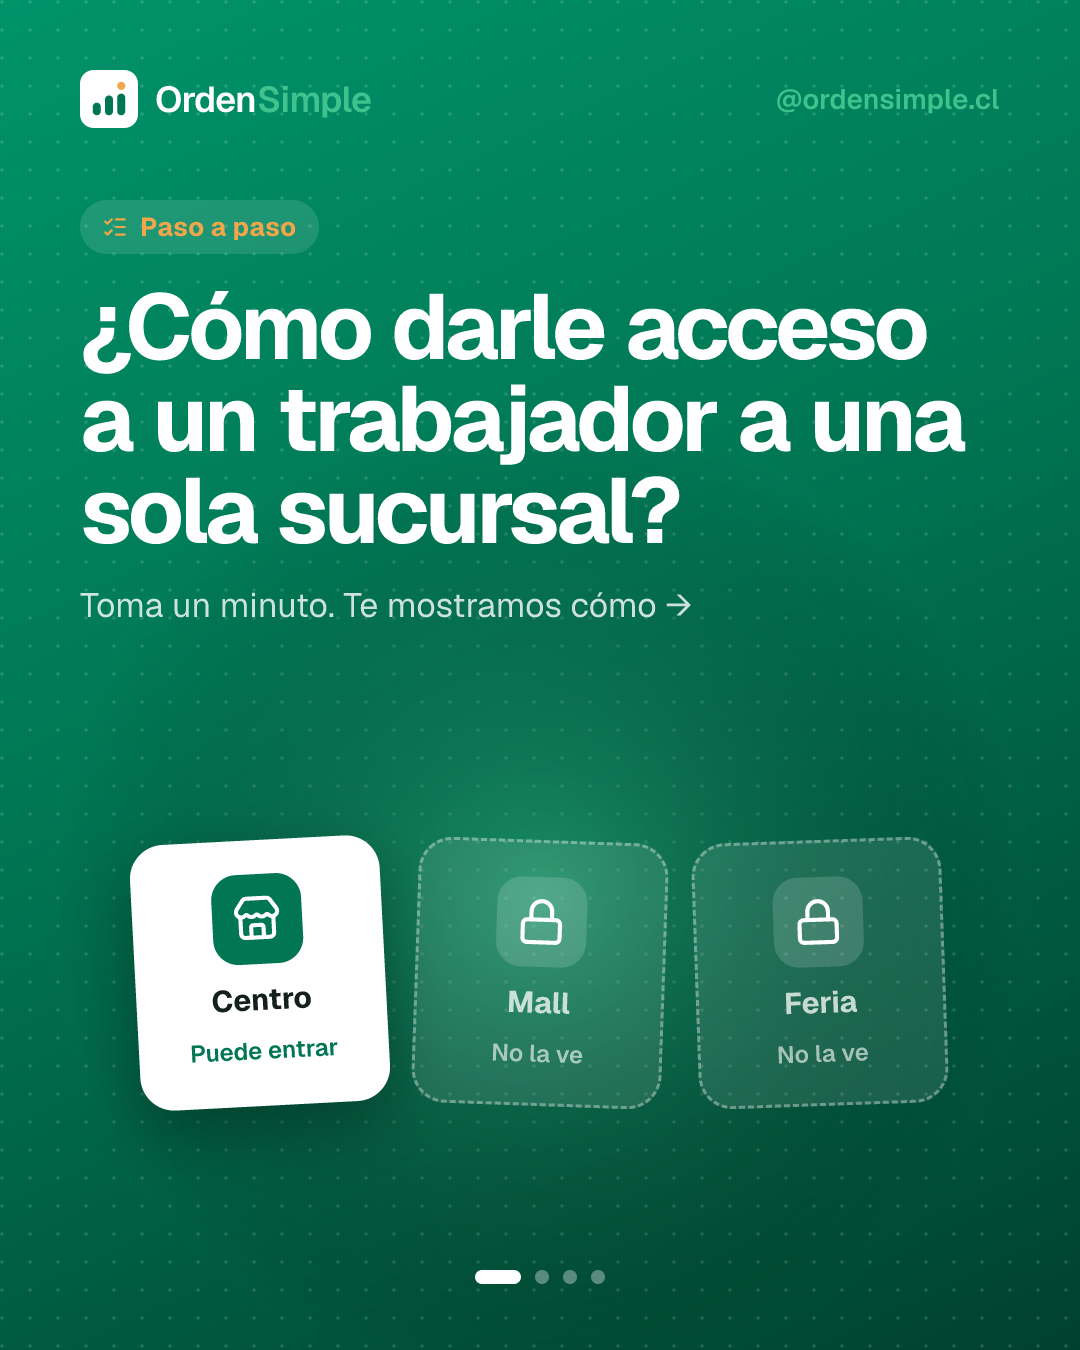 OrdenSimple
@ordensimple.cl
Paso a paso
¿Cómo darle acceso
a un trabajador a una
sola sucursal?
Toma un minuto. Te mostramos cómo →
Centro
Puede entrar
Mall
No la ve
Feria
No la ve